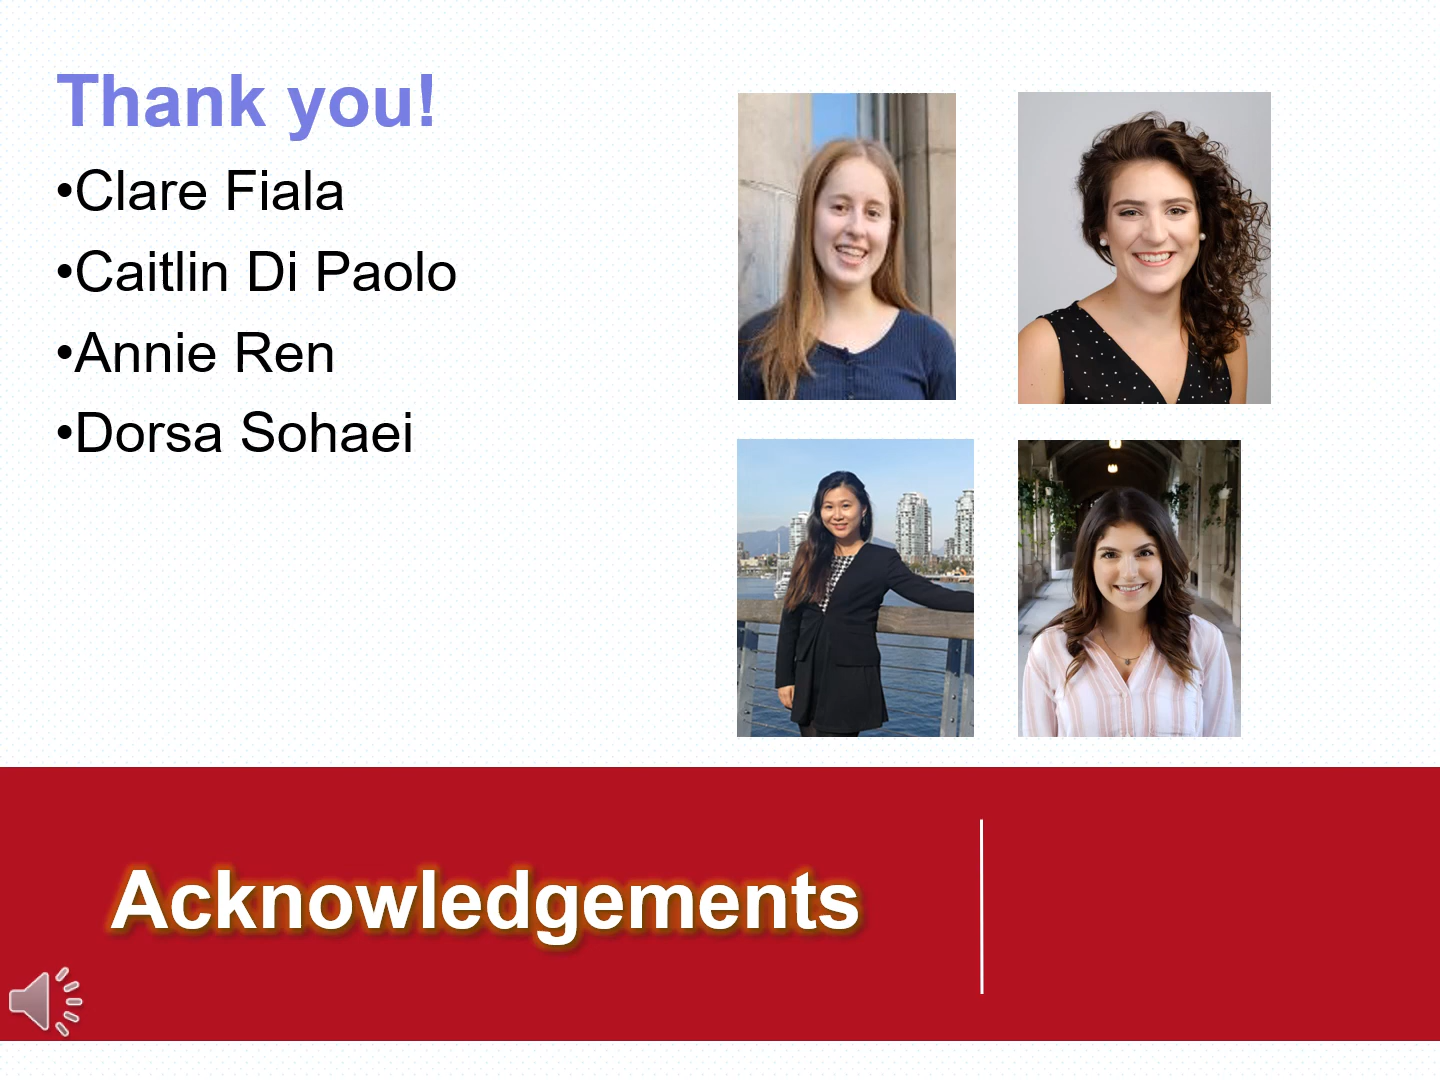 Thank you!
•Clare Fiala
•Caitlin Di Paolo
•Annie Ren
•Dorsa Sohaei
Acknowledgements